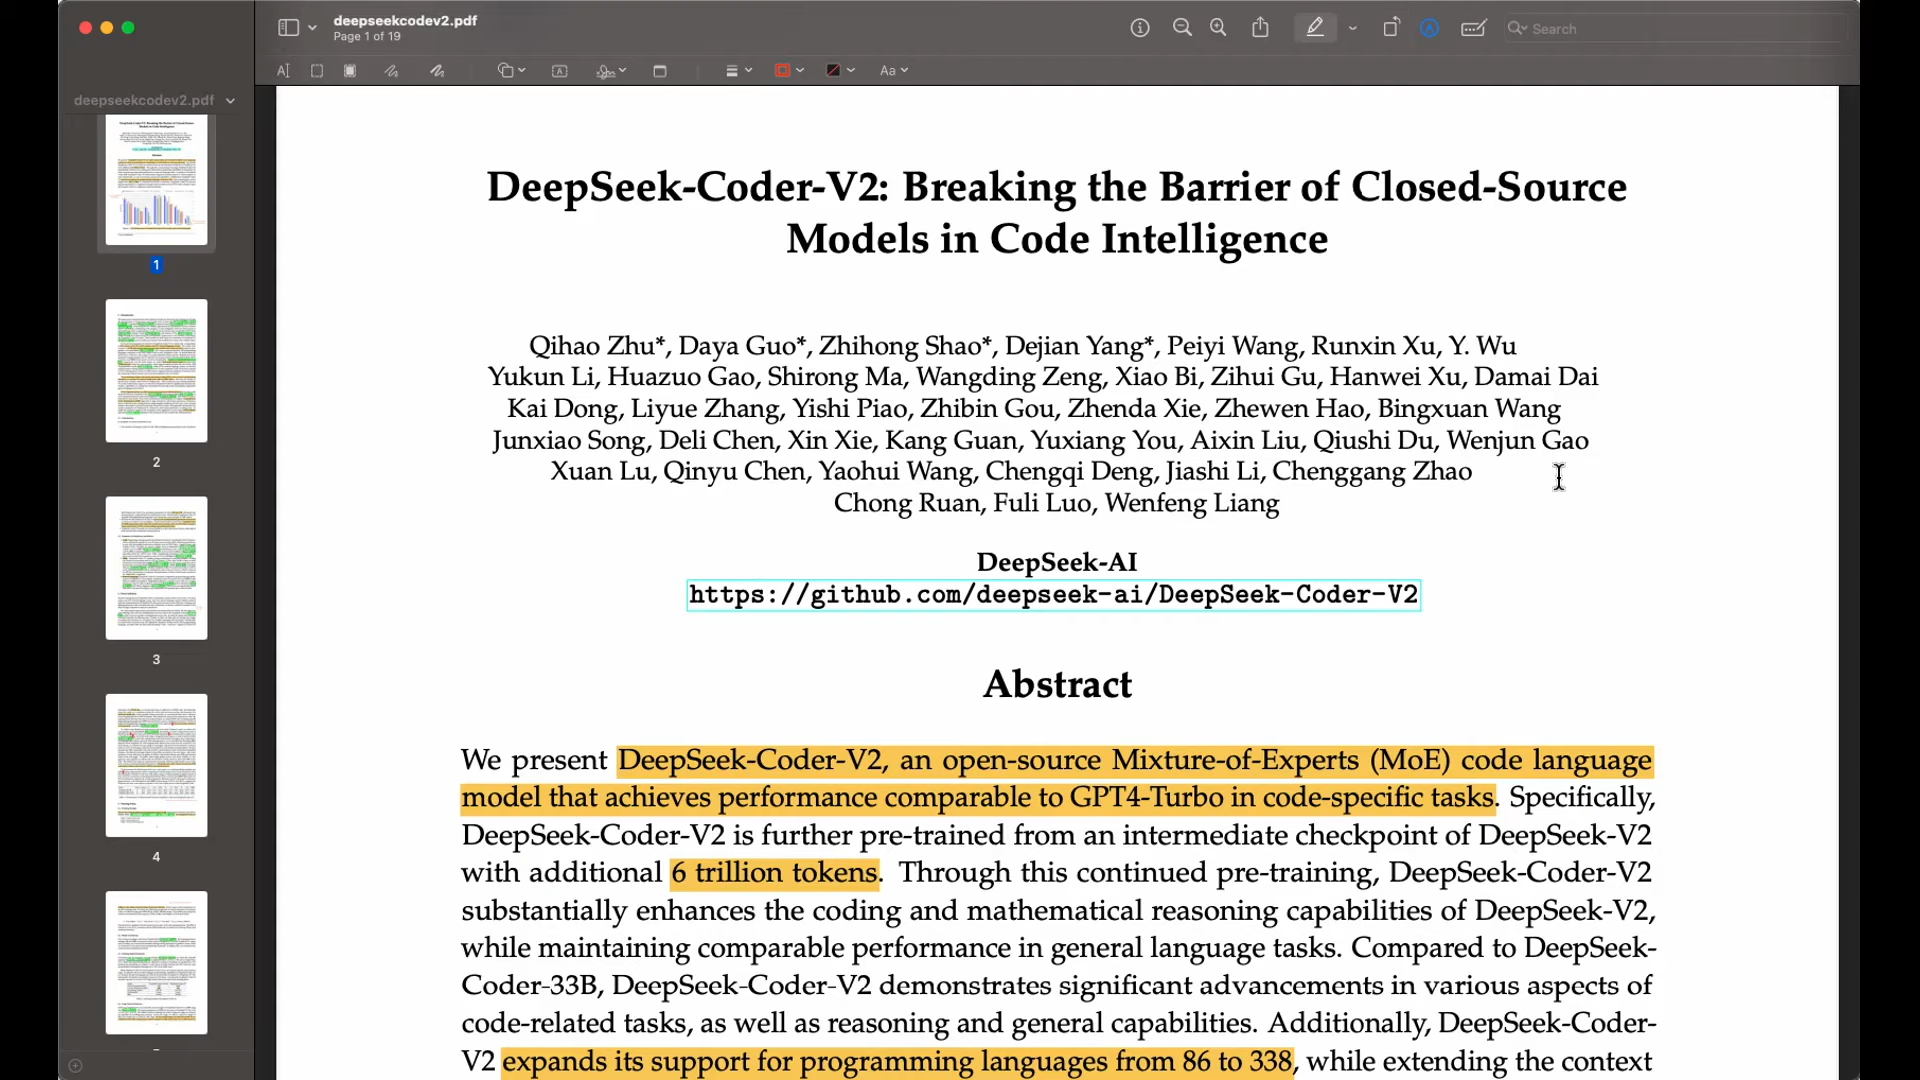 deepseekcodev2.pdf
Page 1 of 19
Search
Aa
deepseekcodev2.pdf
1
2
3
4
DeepSeek-Coder-V2: Breaking the Barrier of Closed-Source
Models in Code Intelligence
Qihao Zhu*, Daya Guo*, Zhihong Shao*, Dejian Yang*, Peiyi Wang, Runxin Xu, Y. Wu
Yukun Li, Huazuo Gao, Shirong Ma, Wangding Zeng, Xiao Bi, Zihui Gu, Hanwei Xu, Damai Dai
Kai Dong, Liyue Zhang, Yishi Piao, Zhibin Gou, Zhenda Xie, Zhewen Hao, Bingxuan Wang
Junxiao Song, Deli Chen, Xin Xie, Kang Guan, Yuxiang You, Aixin Liu, Qiushi Du, Wenjun Gao
Xuan Lu, Qinyu Chen, Yaohui Wang, Chengqi Deng, Jiashi Li, Chenggang Zhao
Chong Ruan, Fuli Luo, Wenfeng Liang
DeepSeek-AI
https://github.com/deepseek-ai/DeepSeek-Coder-V2
Abstract
We present DeepSeek-Coder-V2, an open-source Mixture-of-Experts (MoE) code language
model that achieves performance comparable to GPT4-Turbo in code-specific tasks. Specifically,
DeepSeek-Coder-V2 is further pre-trained from an intermediate checkpoint of DeepSeek-V2
with additional 6 trillion tokens. Through this continued pre-training, DeepSeek-Coder-V2
substantially enhances the coding and mathematical reasoning capabilities of DeepSeek-V2,
while maintaining comparable performance in general language tasks. Compared to DeepSeek-
Coder-33B, DeepSeek-Coder-V2 demonstrates significant advancements in various aspects of
code-related tasks, as well as reasoning and general capabilities. Additionally, DeepSeek-Coder-
V2 expands its support for programming languages from 86 to 338, while extending the context